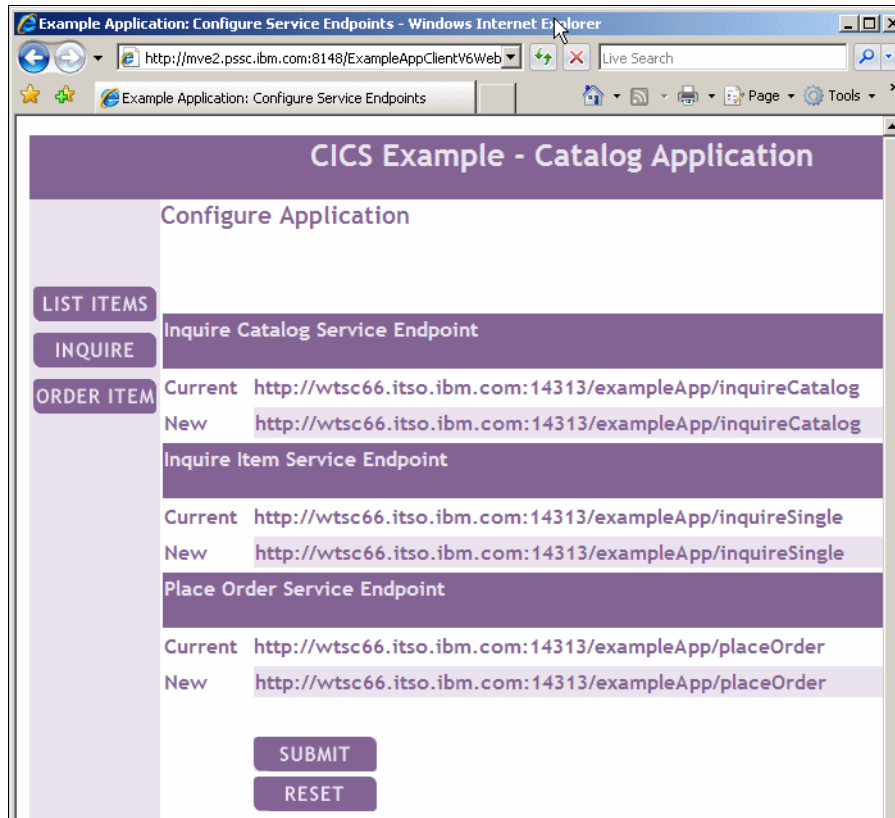 Example Application: Configure Service Endpoints - Windows Internet Explorer
http://mve2.pssc.ibm.com:8148/ExampleAppClientV6Web
Live Search
Example Application: Configure Service Endpoints
Page
Tools
CICS Example - Catalog Application
Configure Application
LIST ITEMS
INQUIRE
ORDER ITEM
Inquire Catalog Service Endpoint
Current http://wtsc66.itso.ibm.com:14313/exampleApp/inquireCatalog
New http://wtsc66.itso.ibm.com:14313/exampleApp/inquireCatalog
Inquire Item Service Endpoint
Current http://wtsc66.itso.ibm.com:14313/exampleApp/inquireSingle
New http://wtsc66.itso.ibm.com:14313/exampleApp/inquireSingle
Place Order Service Endpoint
Current http://wtsc66.itso.ibm.com:14313/exampleApp/placeOrder
New http://wtsc66.itso.ibm.com:14313/exampleApp/placeOrder
SUBMIT
RESET